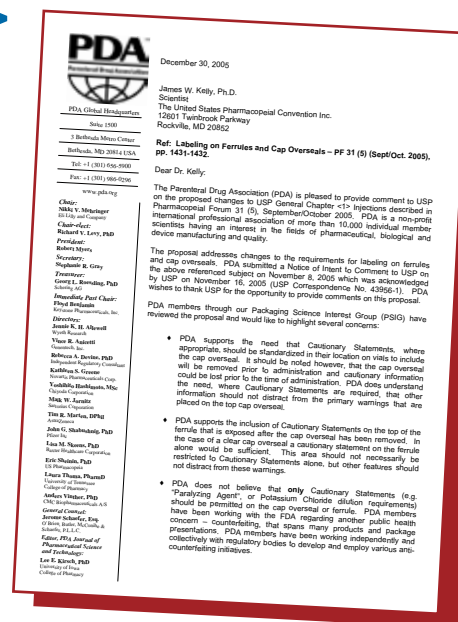 PDA
Parenteral Drug Association
PDA Global Headquarters
Suite 1500
3 Bethesda Metro Center
Bethesda, MD 20814 USA
Tel: +1 (301) 656-5900
Fax: +1 (301) 986-0296
www.pda.org
Chair:
Nikki V. Mehringer
Eli Lilly and Company
Chair-elect:
Richard V. Levy, PhD
President:
Robert Myers
Secretary:
Stephanie R. Gray
Treasurer:
Georg L. Roessling, PhD
Schering AG
Immediate Past Chair:
Floyd Benjamin
Keystone Pharmaceuticals, Inc.
Directors:
Jennie K. H. Allewell
Wyeth Research
Vince R. Anicetti
Genentech, Inc.
Rebecca A. Devine, PhD
Independent Regulatory Consultant
Kathleen S. Greene
Novartis Pharmaceuticals Corp.
Yoshihito Hashimoto, MSc
Chiyoda Corporation
Maik W. Jornitz
Sartorius Corporation
Tim R. Marten, DPhil
AstraZeneca
John G. Shabushnig, PhD
Pfizer Inc
Lisa M. Skeens, PhD
Baxter Healthcare Corporation
Eric Sheinin, PhD
US Pharmacopeia
Laura Thoma, PharmD
University of Tennessee
College of Pharmacy
Anders Vinther, PhD
CMC Biopharmaceuticals A/S
General Counsel:
Jerome Schaefer, Esq.
O'Brien, Butler, McConihe &
Schaefer, P.L.L.C.
Editor, PDA Journal of
Pharmaceutical Science
and Technology:
Lee E. Kirsch, PhD
University of Iowa
College of Pharmacy
December 30, 2005
James W. Kelly, Ph.D.
Scientist
The United States Pharmacopeial Convention Inc.
12601 Twinbrook Parkway
Rockville, MD 20852
Ref: Labeling on Ferrules and Cap Overseals – PF 31 (5) (Sept/Oct. 2005),
pp. 1431-1432.
Dear Dr. Kelly:
The Parenteral Drug Association (PDA) is pleased to provide comment to USP
on the proposed changes to USP General Chapter <1> Injections described in
Pharmacopeial Forum 31 (5), September/October 2005. PDA is a non-profit
international professional association of more than 10,000 individual member
scientists having an interest in the fields of pharmaceutical, biological and
device manufacturing and quality.
The proposal addresses changes to the requirements for labeling on ferrules
and cap overseals. PDA submitted a Notice of Intent to Comment to USP on
the above referenced subject on November 8, 2005 which was acknowledged
by USP on November 16, 2005 (USP Correspondence No. 43956-1). PDA
wishes to thank USP for the opportunity to provide comments on this proposal.
PDA members through our Packaging Science Interest Group (PSIG) have
reviewed the proposal and would like to highlight several concerns:
♦ PDA supports the need that Cautionary Statements, where
appropriate, should be standardized in their location on vials to include
the cap overseal. It should be noted however, that the cap overseal
will be removed prior to administration and cautionary information
could be lost prior to the time of administration. PDA does understand
the need, where Cautionary Statements are required, that other
information should not distract from the primary warnings that are
placed on the top cap overseal.
♦ PDA supports the inclusion of Cautionary Statements on the top of the
ferrule that is exposed after the cap overseal has been removed. In
the case of a clear cap overseal a cautionary statement on the ferrule
alone would be sufficient. This area should not necessarily be
restricted to Cautionary Statements alone, but other features should
not distract from these warnings.
♦ PDA does not believe that only Cautionary Statements (e.g.
"Paralyzing Agent", or Potassium Chloride dilution requirements)
should be permitted on the cap overseal or ferrule. PDA members
have been working with the FDA regarding another public health
concern – counterfeiting, that spans many products and package
presentations. PDA members have been working independently and
collectively with regulatory bodies to develop and employ various anti-
counterfeiting initiatives.